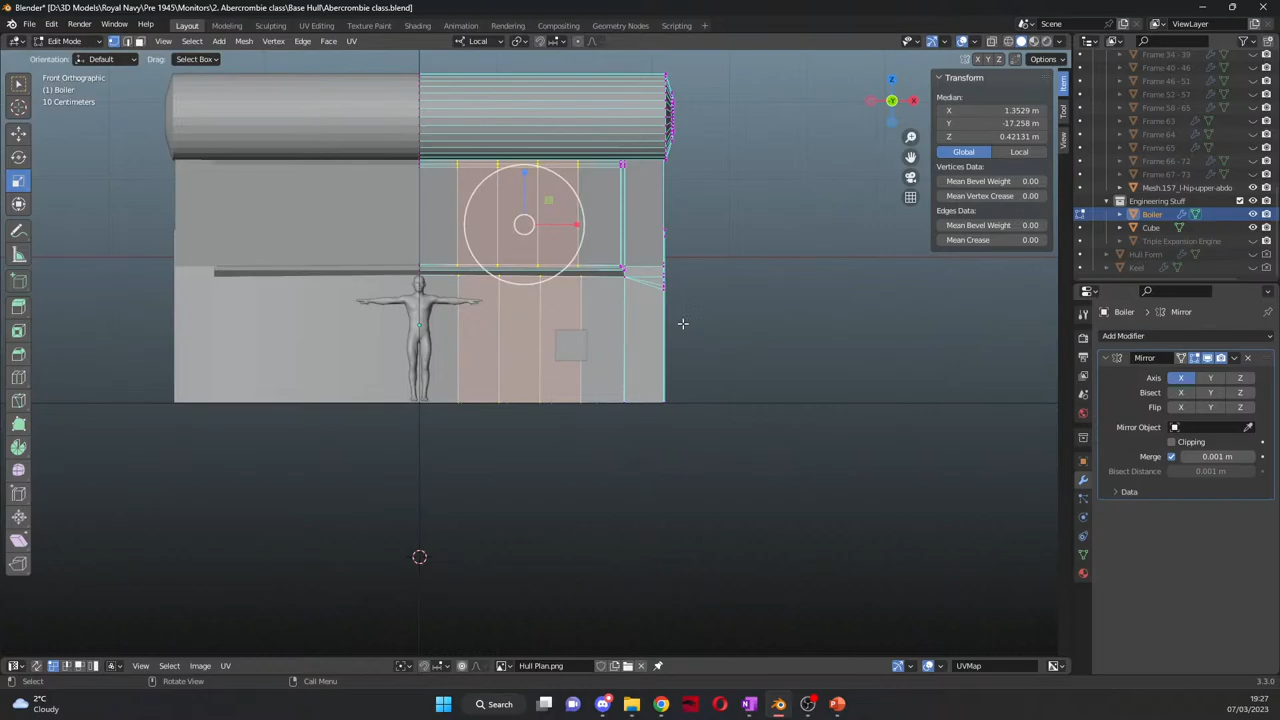 Blender* [D:\3D Models\Royal Navy\Pre 1945\Monitors\2. Abercrombie class\Base Hull\Abercrombie class.blend]
File Edit Render Window Help Layout Modeling Sculpting UV Editing Texture Paint Shading Animation Rendering Compositing Geometry Nodes Scripting + Scene ViewLayer
Edit Mode View Select Add Mesh Vertex Edge Face UV Local
Orientation: Default Drag: Select Box X Y Z Options
Front Orthographic
(1) Boiler
10 Centimeters
Transform
Median:
X 1.3529 m
Y -17.258 m
Z 0.42131 m
Global Local
Vertices Data:
Mean Bevel Weight 0.00
Mean Vertex Crease 0.00
Edges Data:
Mean Bevel Weight 0.00
Mean Crease 0.00
Item
Tool
View
Z
Y
X
Frame 34 - 39
Frame 40 - 46
Frame 46 - 51
Frame 53 - 57
Frame 58 - 65
Frame 63
Frame 64
Frame 65
Frame 66 - 72
Frame 67 - 73
Mesh.157_l-hip-upper-abdo
Engineering Stuff
Boiler
Cube
Triple Expansion Engine
Hull Form
Keel
Boiler > Mirror
Add Modifier
Mirror
Axis X Y Z
Bisect X Y Z
Flip X Y Z
Mirror Object
Clipping
Merge 0.001 m
Bisect Distance 0.001 m
Data
View Select Image UV Hull Plan.png UVMap
Select Rotate View Call Menu 3.3.0
2°C
Cloudy
Search
19:27
07/03/2023